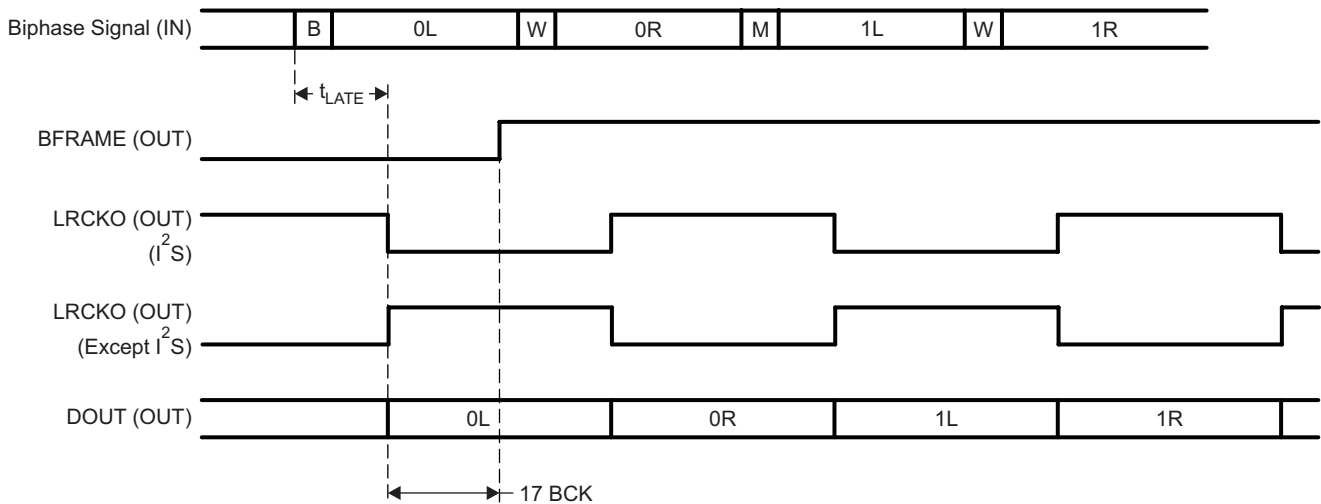 Biphase Signal (IN) B 0L W 0R M 1L W 1R
tLATE
BFRAME (OUT)
LRCKO (OUT)
(I2S)
LRCKO (OUT)
(Except I2S)
DOUT (OUT) 0L 0R 1L 1R
17 BCK